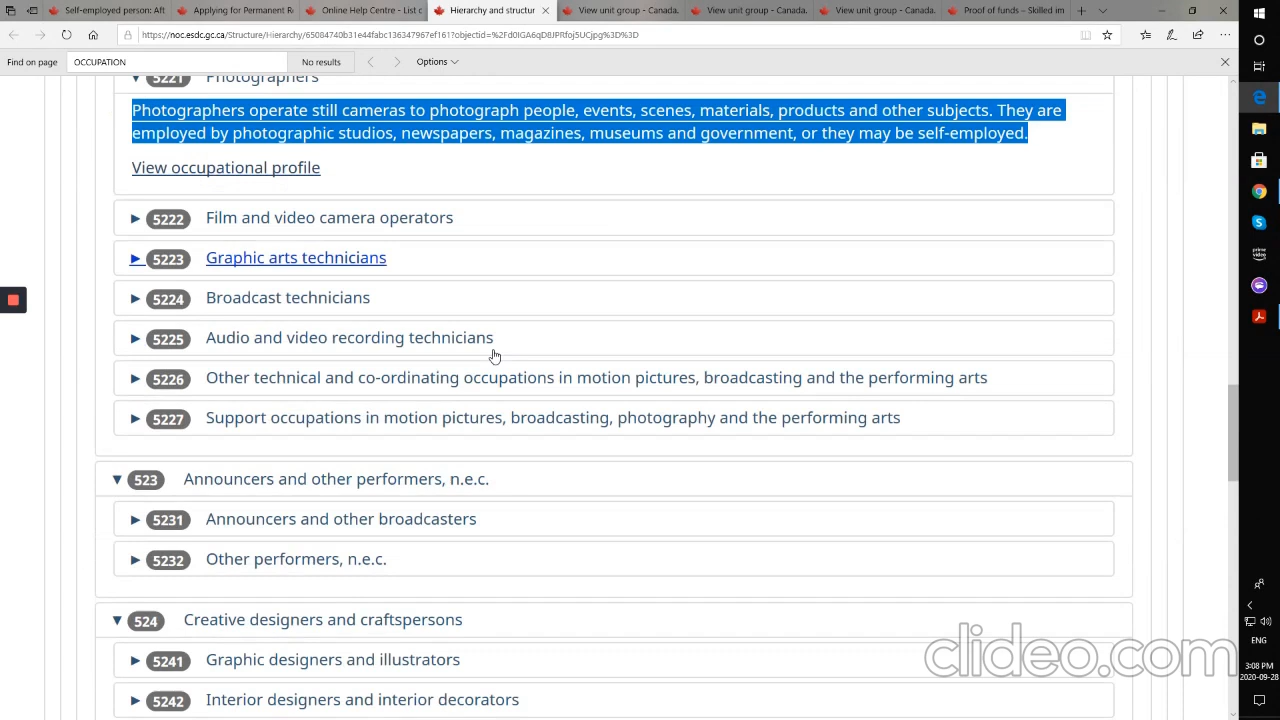 Self-employed person: Aft
Applying for Permanent Re
Online Help Centre - List c
Hierarchy and structur
View unit group - Canada.
View unit group - Canada.
View unit group - Canada.
Proof of funds – Skilled im
https://noc.esdc.gc.ca/Structure/Hierarchy/65084740b31e44fabc136347967ef161?objectid=%2Fd0IGA6qD8JPRfoj5UCjpg%3D%3D
Find on page
OCCUPATION
No results
Options
5221 Photographers
Photographers operate still cameras to photograph people, events, scenes, materials, products and other subjects. They are
employed by photographic studios, newspapers, magazines, museums and government, or they may be self-employed.
View occupational profile
5222 Film and video camera operators
5223 Graphic arts technicians
5224 Broadcast technicians
5225 Audio and video recording technicians
5226 Other technical and co-ordinating occupations in motion pictures, broadcasting and the performing arts
5227 Support occupations in motion pictures, broadcasting, photography and the performing arts
523 Announcers and other performers, n.e.c.
5231 Announcers and other broadcasters
5232 Other performers, n.e.c.
524 Creative designers and craftspersons
5241 Graphic designers and illustrators
5242 Interior designers and interior decorators
clideo.com
prime video
ENG
3:08 PM
2020-09-28